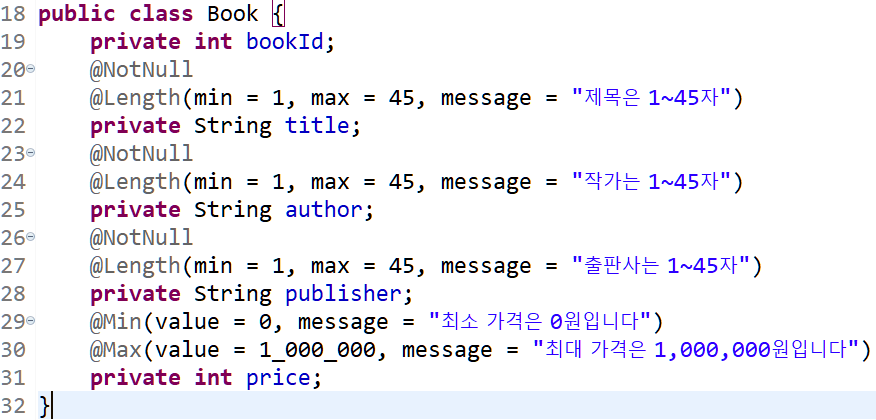 18 public class Book {
19     private int bookId;
20     @NotNull
21     @Length(min = 1, max = 45, message = "제목은 1~45자")
22     private String title;
23     @NotNull
24     @Length(min = 1, max = 45, message = "작가는 1~45자")
25     private String author;
26     @NotNull
27     @Length(min = 1, max = 45, message = "출판사는 1~45자")
28     private String publisher;
29     @Min(value = 0, message = "최소 가격은 0원입니다")
30     @Max(value = 1_000_000, message = "최대 가격은 1,000,000원입니다")
31     private int price;
32 }